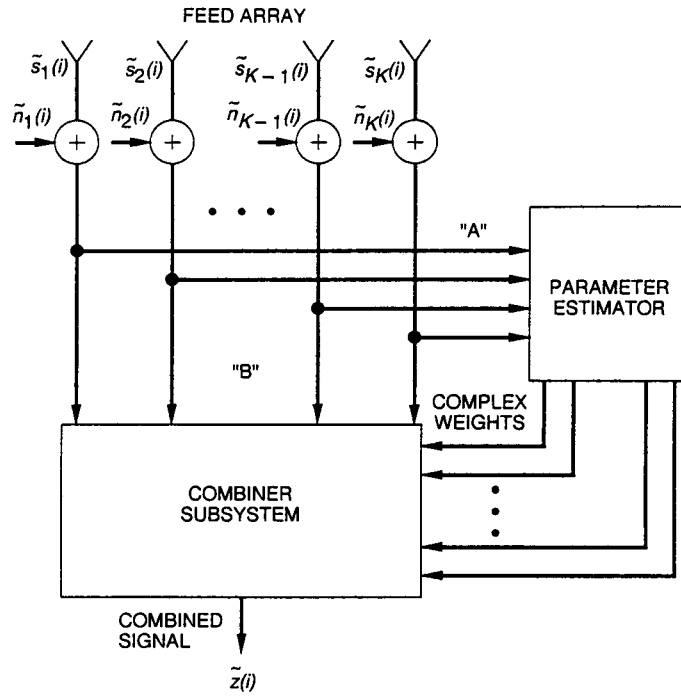 FEED ARRAY
s̃1(i) s̃2(i) s̃K−1(i) s̃K(i)
ñ1(i) ñ2(i) ñK−1(i) ñK(i)
+ + + +
"A"
PARAMETER
ESTIMATOR
"B"
COMPLEX
WEIGHTS
COMBINER
SUBSYSTEM
COMBINED
SIGNAL
z̃(i)